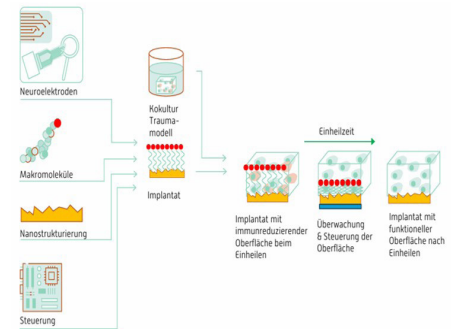 Neuroelektroden
Makromoleküle
Nanostrukturierung
Steuerung
Kokultur
Trauma-
modell
Implantat
Einheilzeit
Implantat mit
immunreduzierender
Oberfläche beim
Einheilen
Überwachung
& Steuerung der
Oberfläche
Implantat mit
funktioneller
Oberfläche nach
Einheilen